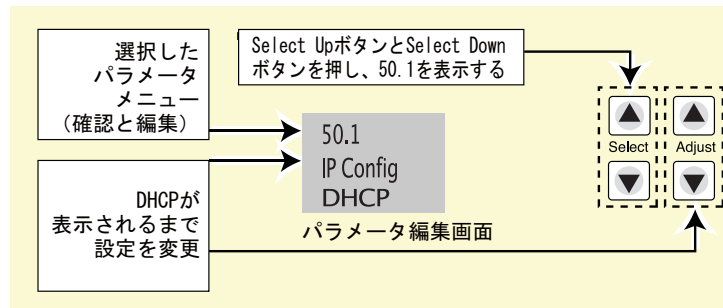 選択した
パラメータ
メニュー
(確認と編集)
Select UpボタンとSelect Down
ボタンを押し、50.1を表示する
50.1
IP Config
DHCP
パラメータ編集画面
Select
Adjust
DHCPが
表示されるまで
設定を変更